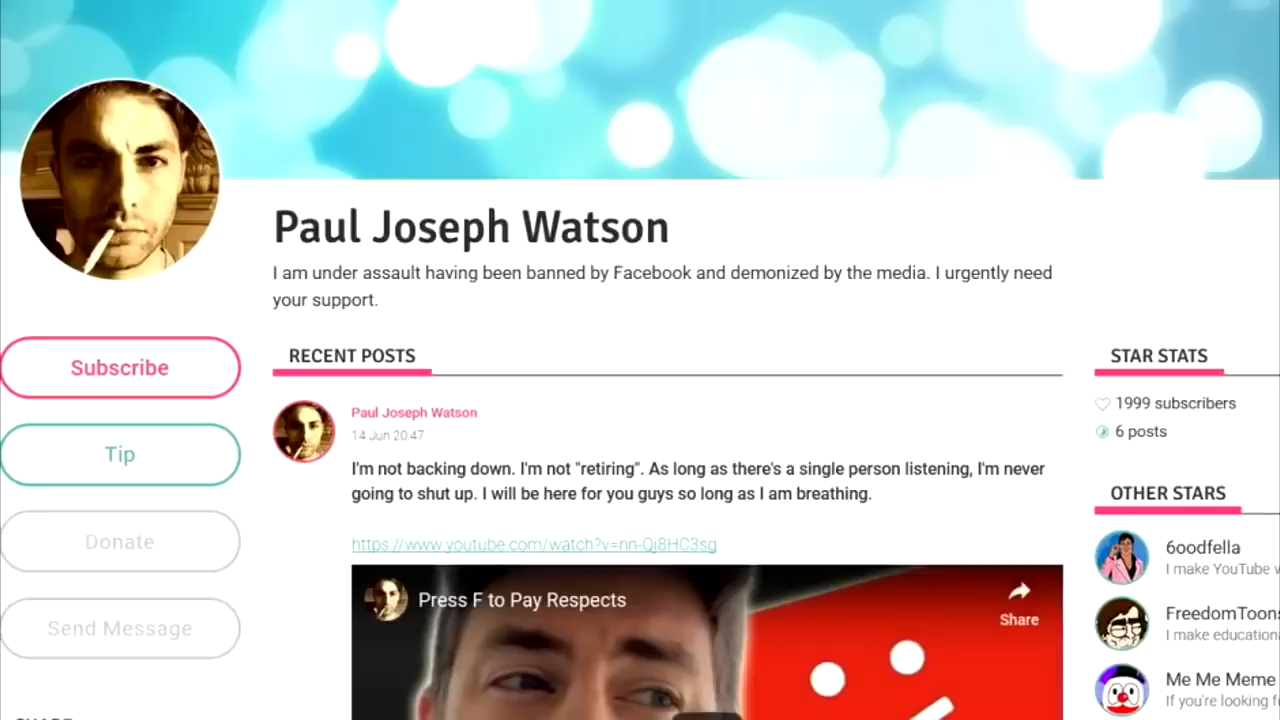 Paul Joseph Watson
I am under assault having been banned by Facebook and demonized by the media. I urgently need
your support.
Subscribe
Tip
Donate
Send Message
RECENT POSTS
Paul Joseph Watson
14 Jun 20:47
I'm not backing down. I'm not "retiring". As long as there's a single person listening, I'm never
going to shut up. I will be here for you guys so long as I am breathing.
https://www.youtube.com/watch?v=nn-Qj8HC3sg
Press F to Pay Respects
Share
STAR STATS
1999 subscribers
6 posts
OTHER STARS
6oodfella
I make YouTube
FreedomToons
I make educational
Me Me Meme
If you're looking